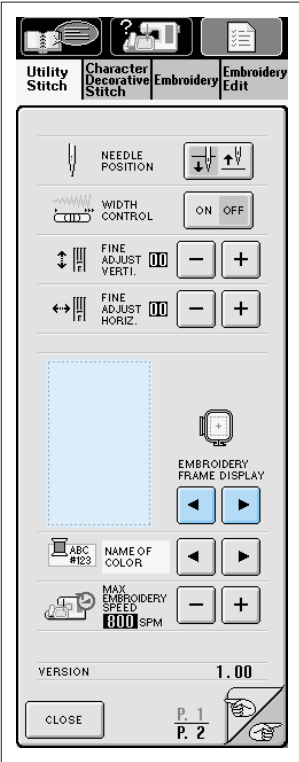 ?
Utility
Stitch
Character
Decorative
Stitch
Embroidery
Embroidery
Edit
NEEDLE
POSITION
WIDTH
CONTROL
ON OFF
FINE
ADJUST 00
VERTI.
− +
FINE
ADJUST 00
HORIZ.
− +
EMBROIDERY
FRAME DISPLAY
ABC
#123
NAME OF
COLOR
MAX
EMBROIDERY
SPEED
800 SPM
− +
VERSION 1.00
CLOSE
P. 1
P. 2